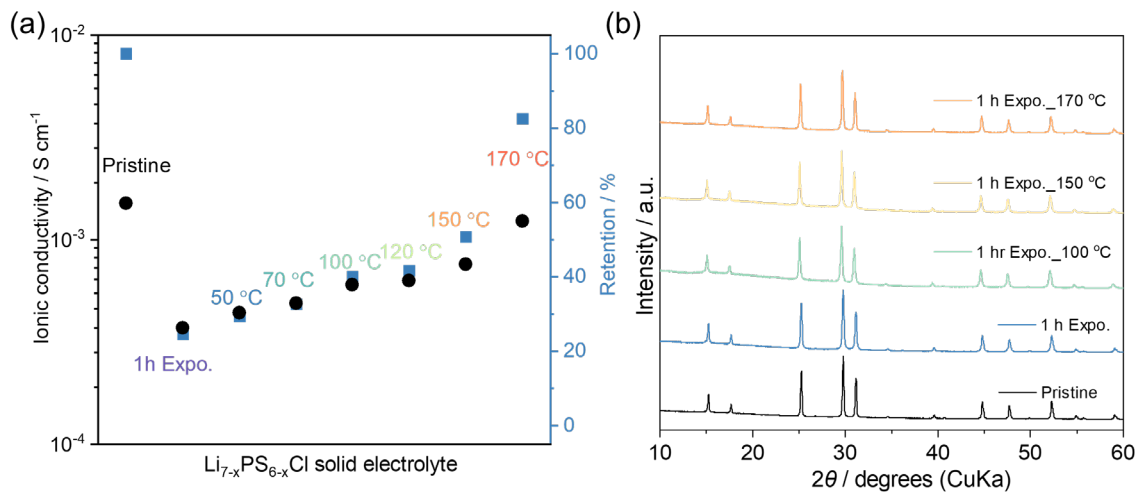 (a)
10⁻²
10⁻³
10⁻⁴
Ionic conductivity / S cm⁻¹
Pristine
1h Expo.
50 °C
70 °C
100 °C
120 °C
150 °C
170 °C
100
80
60
40
20
0
Retention / %
Li₇₋ₓPS₆₋ₓCl solid electrolyte
(b)
Intensity / a.u.
1 h Expo._170 °C
1 h Expo._150 °C
1 hr Expo._100 °C
1 h Expo.
Pristine
10 20 30 40 50 60
2θ / degrees (CuKa)